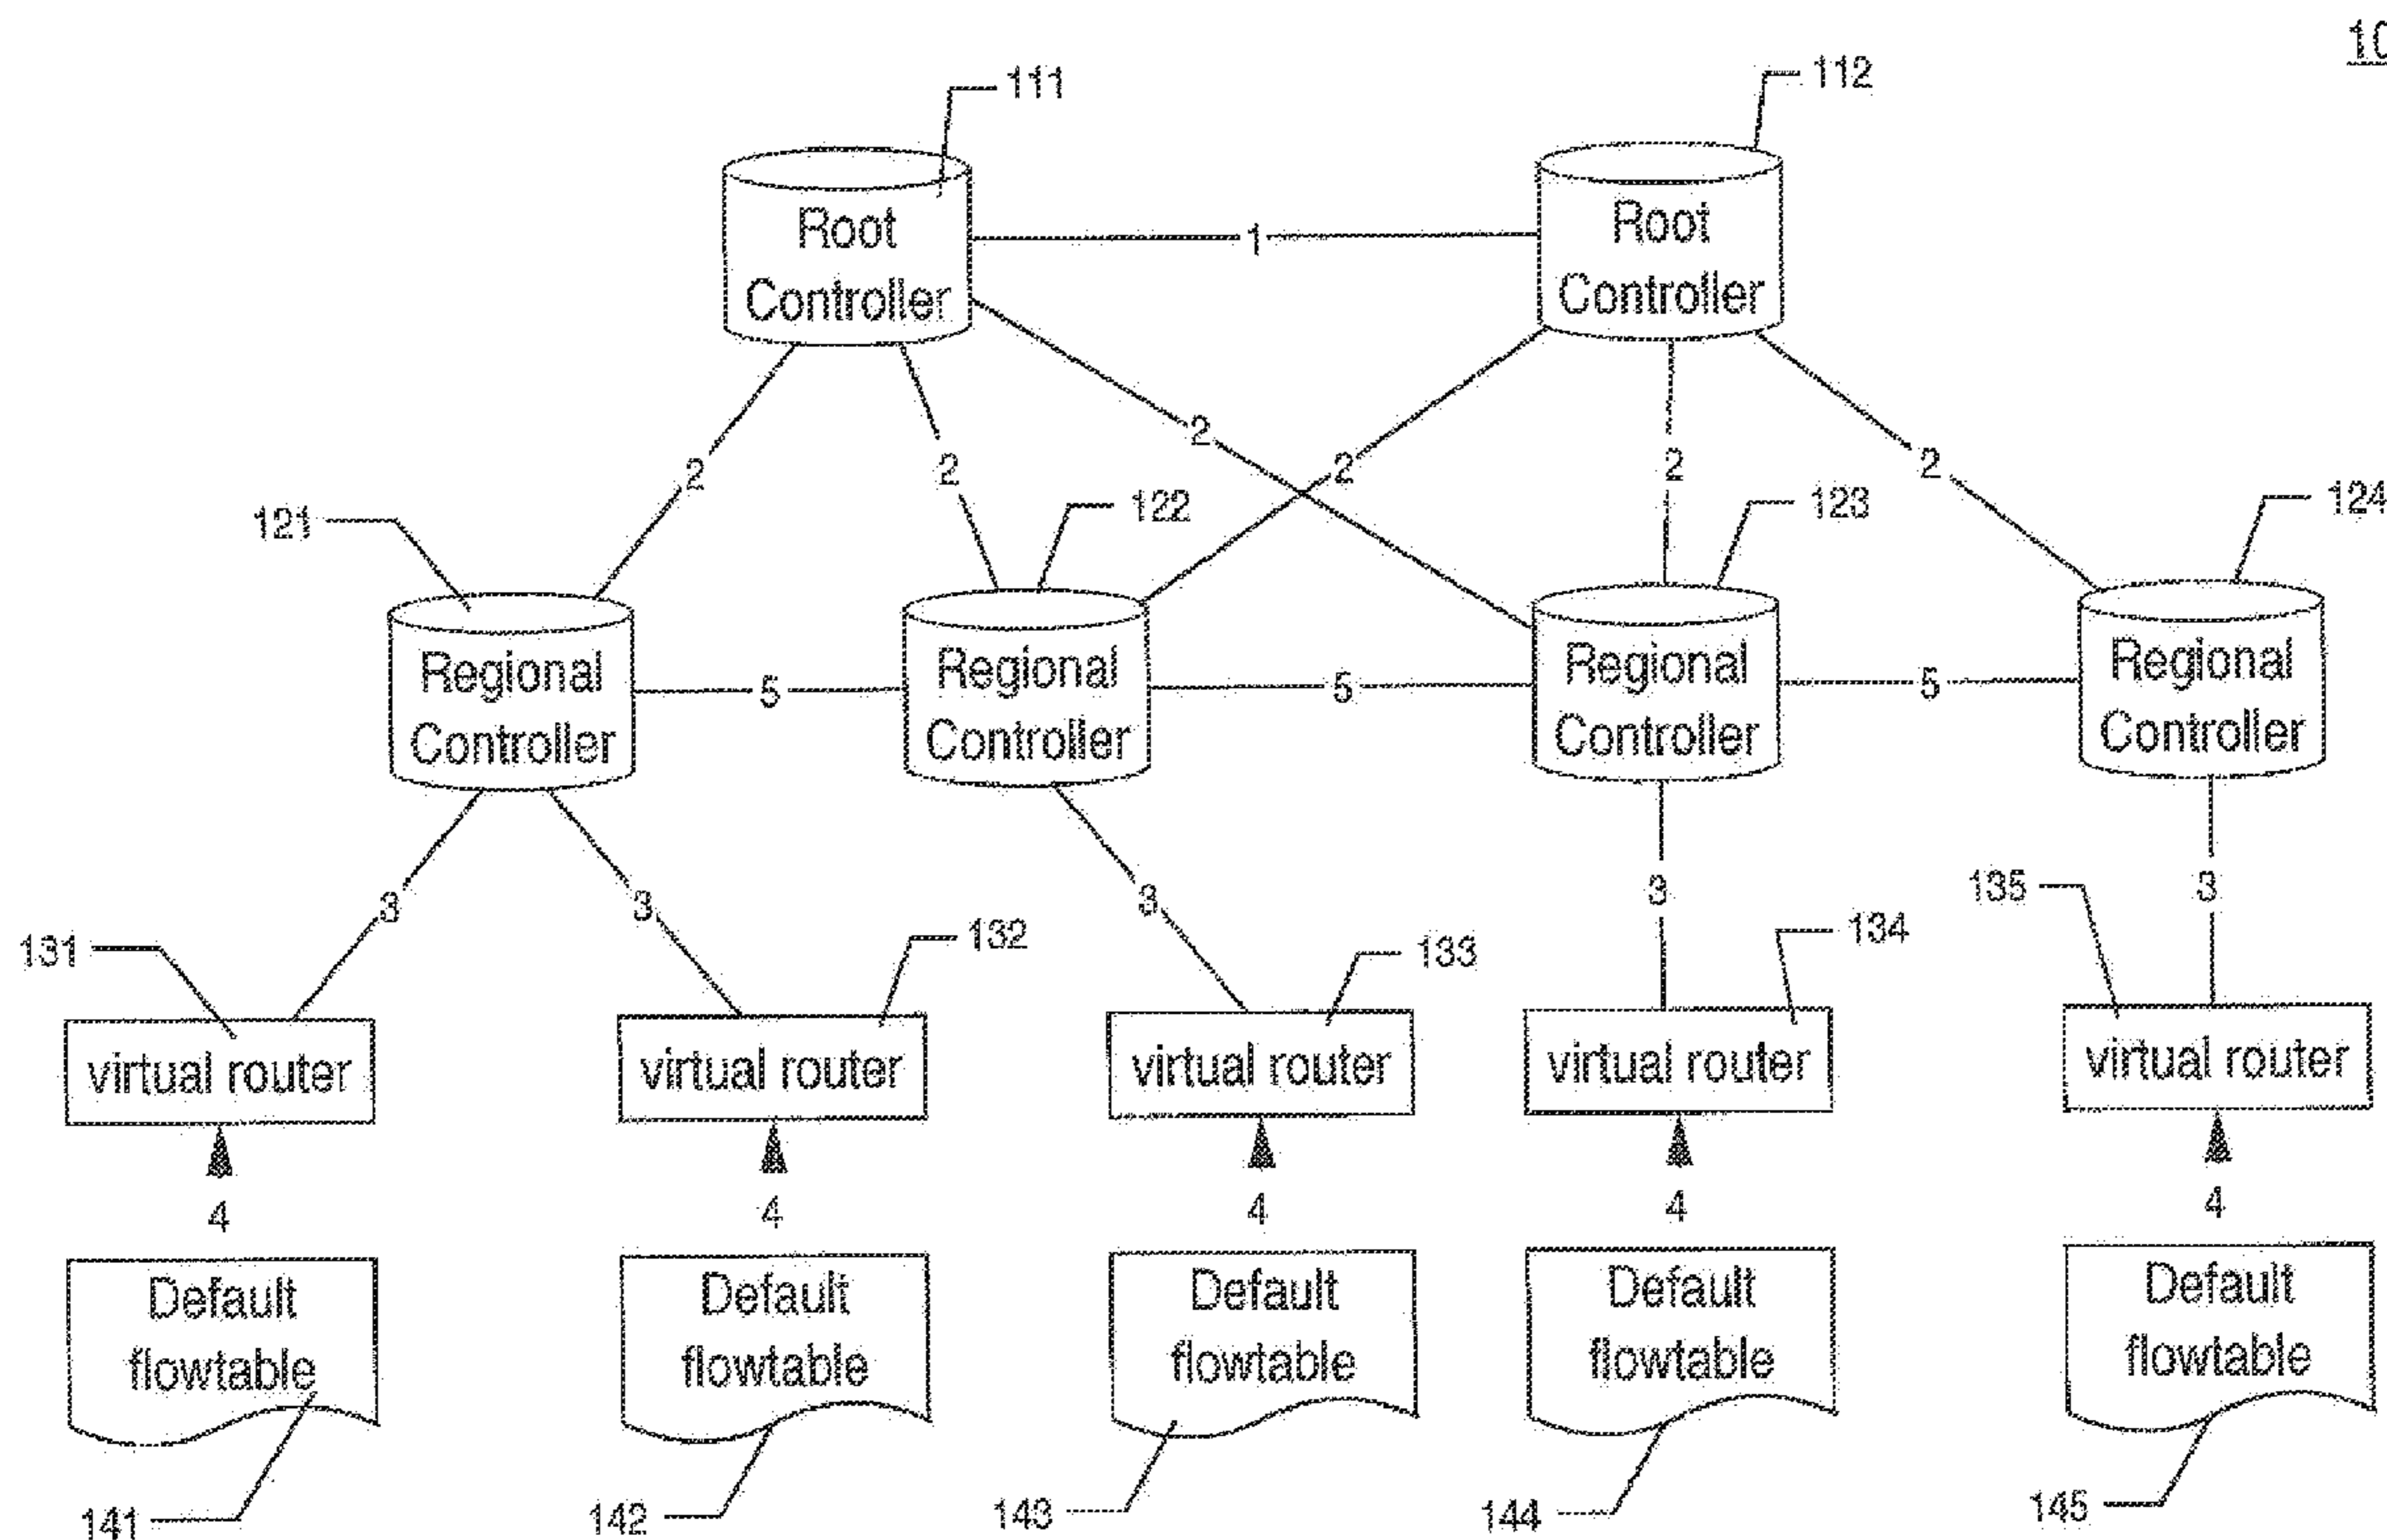 10
111
112
Root
Controller
Root
Controller
1
2
2
2
2
2
2
121
122
123
124
Regional
Controller
Regional
Controller
Regional
Controller
Regional
Controller
5
5
5
3
3
3
3
3
131
132
133
134
135
virtual router
virtual router
virtual router
virtual router
virtual router
4
4
4
4
4
Default
flowtable
Default
flowtable
Default
flowtable
Default
flowtable
Default
flowtable
141
142
143
144
145